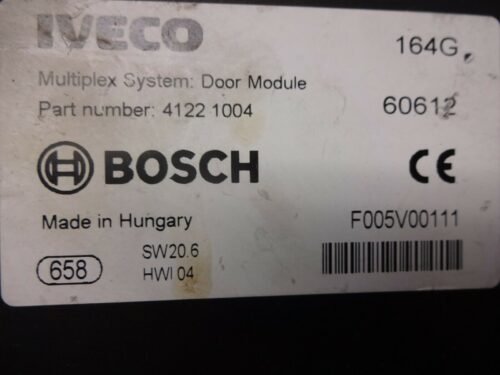 IVECO
164G
Multiplex System: Door Module
Part number: 4122 1004
60612
BOSCH
CE
Made in Hungary
F005V00111
658
SW20.6
HWI 04